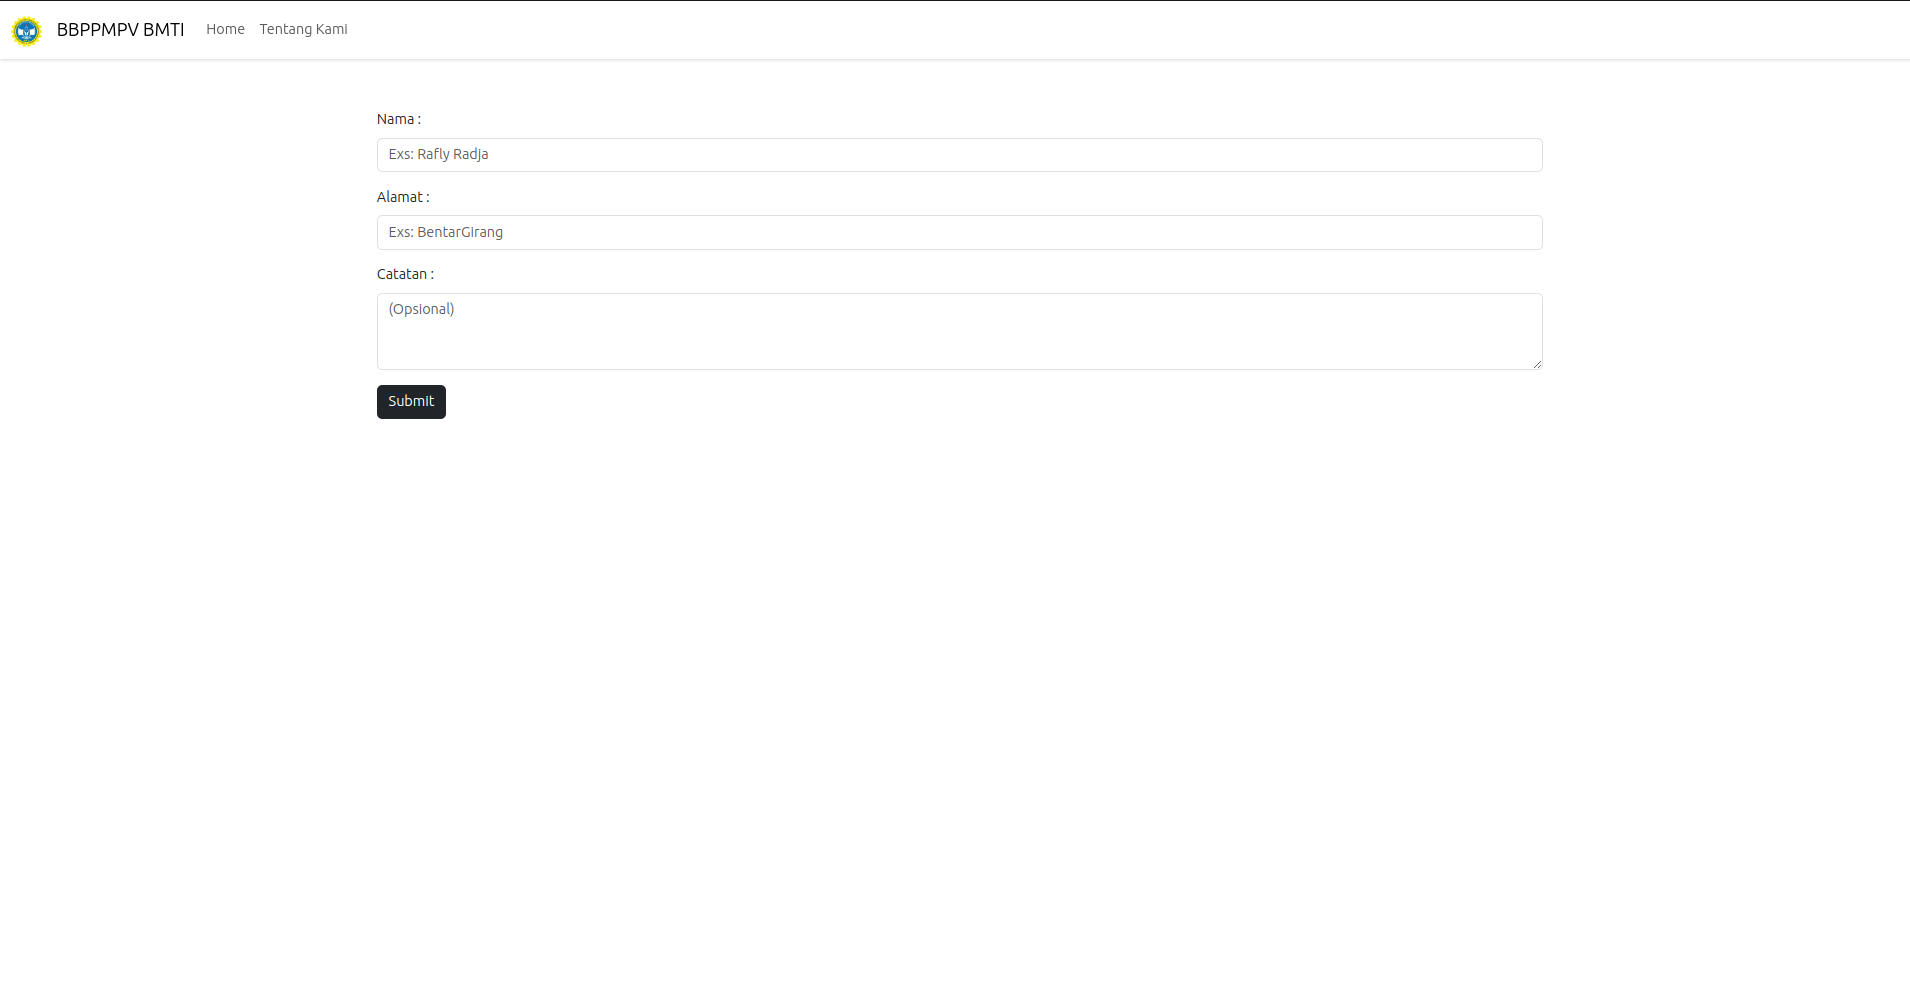 BBPPMPV BMTI Home Tentang Kami
Nama :
Exs: Rafly Radja
Alamat :
Exs: BentarGirang
Catatan :
(Opsional)
Submit